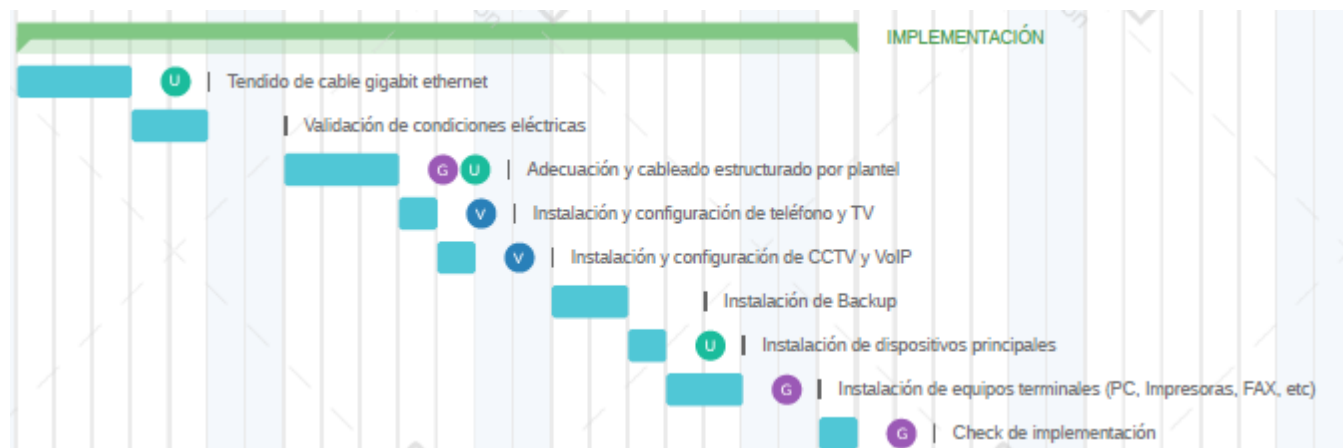 IMPLEMENTACIÓN
U | Tendido de cable gigabit ethernet
| Validación de condiciones eléctricas
G U | Adecuación y cableado estructurado por plantel
V | Instalación y configuración de teléfono y TV
V | Instalación y configuración de CCTV y VoIP
| Instalación de Backup
U | Instalación de dispositivos principales
G | Instalación de equipos terminales (PC, Impresoras, FAX, etc)
G | Check de implementación